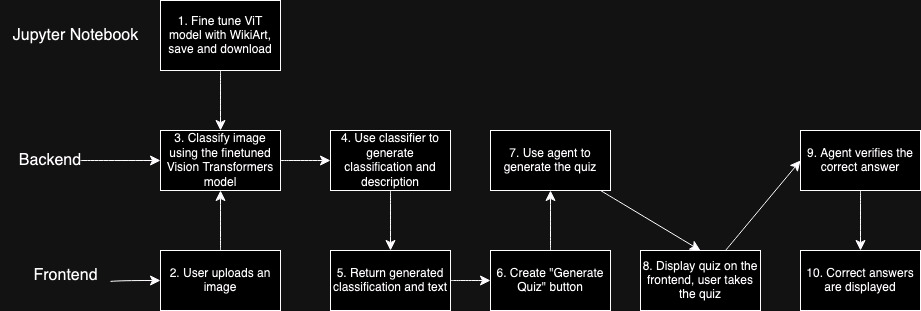 Jupyter Notebook
1. Fine tune ViT
model with WikiArt,
save and download
Backend
3. Classify image
using the finetuned
Vision Transformers
model
4. Use classifier to
generate
classification and
description
7. Use agent to
generate the quiz
9. Agent verifies the
correct answer
Frontend
2. User uploads an
image
5. Return generated
classification and text
6. Create "Generate
Quiz" button
8. Display quiz on the
frontend, user takes
the quiz
10. Correct answers
are displayed